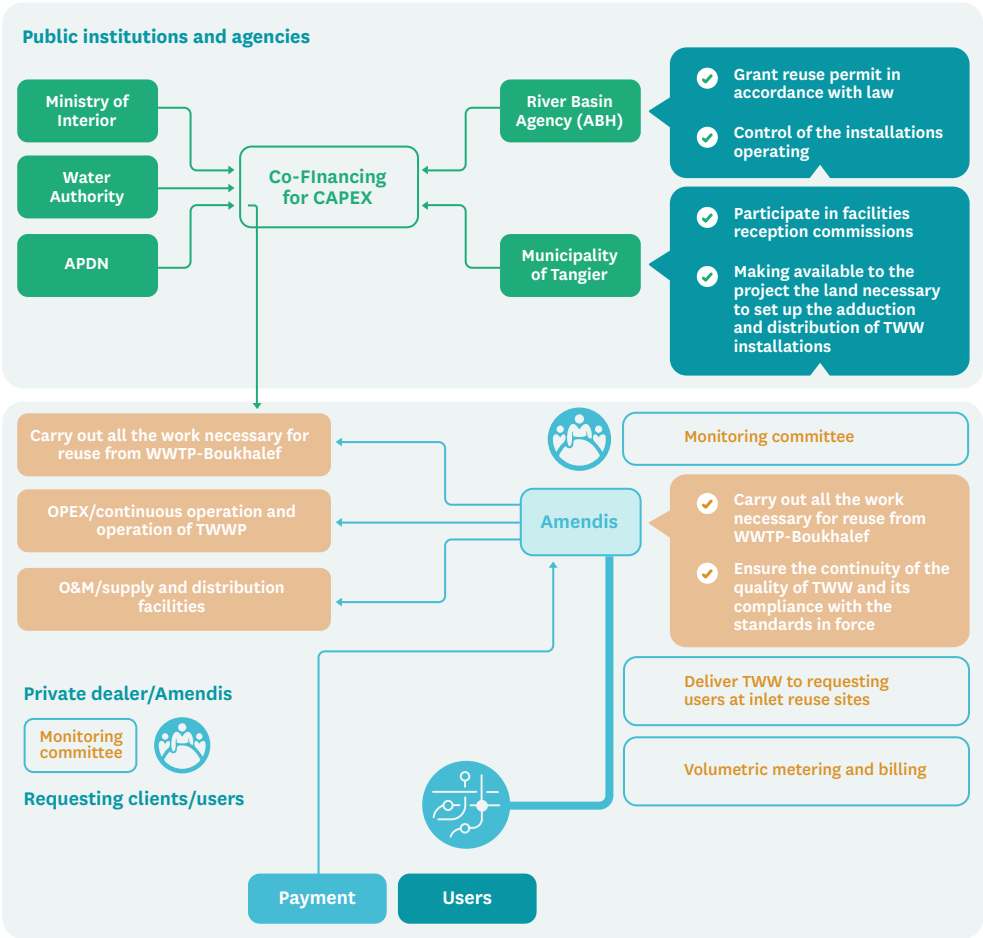 Public institutions and agencies
Ministry of
Interior
Water
Authority
APDN
Co-FInancing
for CAPEX
River Basin
Agency (ABH)
Municipality
of Tangier
Grant reuse permit in
accordance with law
Control of the installations
operating
Participate in facilities
reception commissions
Making available to the
project the land necessary
to set up the adduction
and distribution of TWW
installations
Carry out all the work necessary for
reuse from WWTP-Boukhalef
OPEX/continuous operation and
operation of TWWP
O&M/supply and distribution
facilities
Amendis
Monitoring committee
Carry out all the work
necessary for reuse from
WWTP-Boukhalef
Ensure the continuity of the
quality of TWW and its
compliance with the
standards in force
Deliver TWW to requesting
users at inlet reuse sites
Volumetric metering and billing
Private dealer/Amendis
Monitoring
committee
Requesting clients/users
Payment
Users